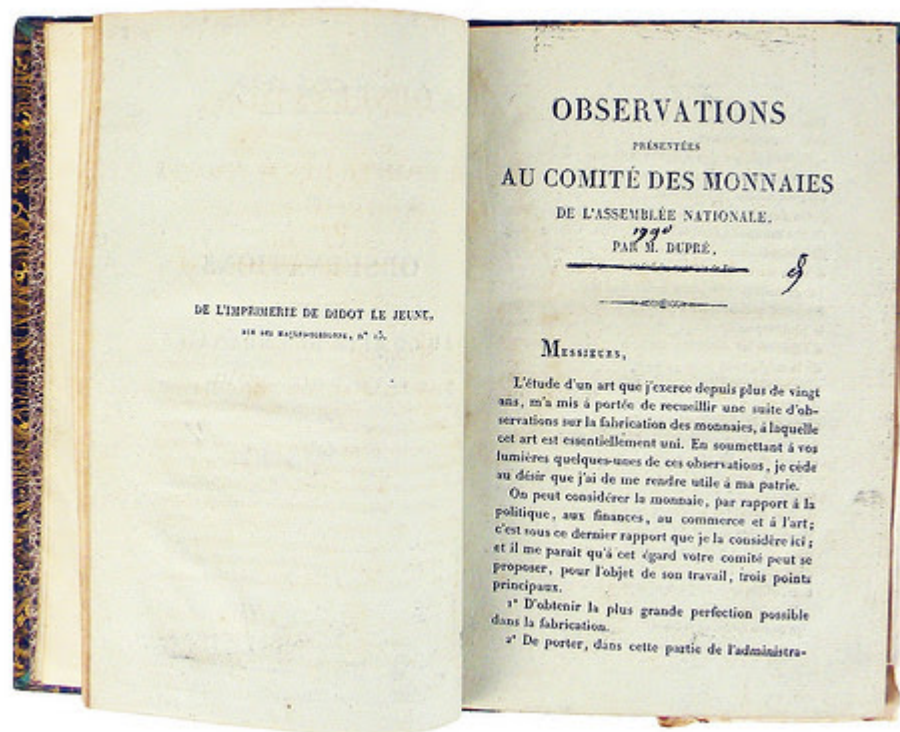 DE L'IMPRIMERIE DE DIDOT LE JEUNE,
RUE DES MAÇONS-SORBONNE, n° 13.
OBSERVATIONS
PRÉSENTÉES
AU COMITÉ DES MONNAIES
DE L'ASSEMBLÉE NATIONALE.
1790
PAR M. DUPRÉ,
MESSIEURS,
L'étude d'un art que j'exerce depuis plus de vingt
ans, m'a mis à portée de recueillir une suite d'ob-
servations sur la fabrication des monnaies, à laquelle
cet art est essentiellement uni. En soumettant à vos
lumières quelques-unes de ces observations, je cède
au désir que j'ai de me rendre utile à ma patrie.
On peut considérer la monnaie, par rapport à la
politique, aux finances, au commerce et à l'art;
c'est sous ce dernier rapport que je la considère ici;
et il me parait qu'à cet égard votre comité peut se
proposer, pour l'objet de son travail, trois points
principaux.
1° D'obtenir la plus grande perfection possible
dans la fabrication.
2° De porter, dans cette partie de l'administra-